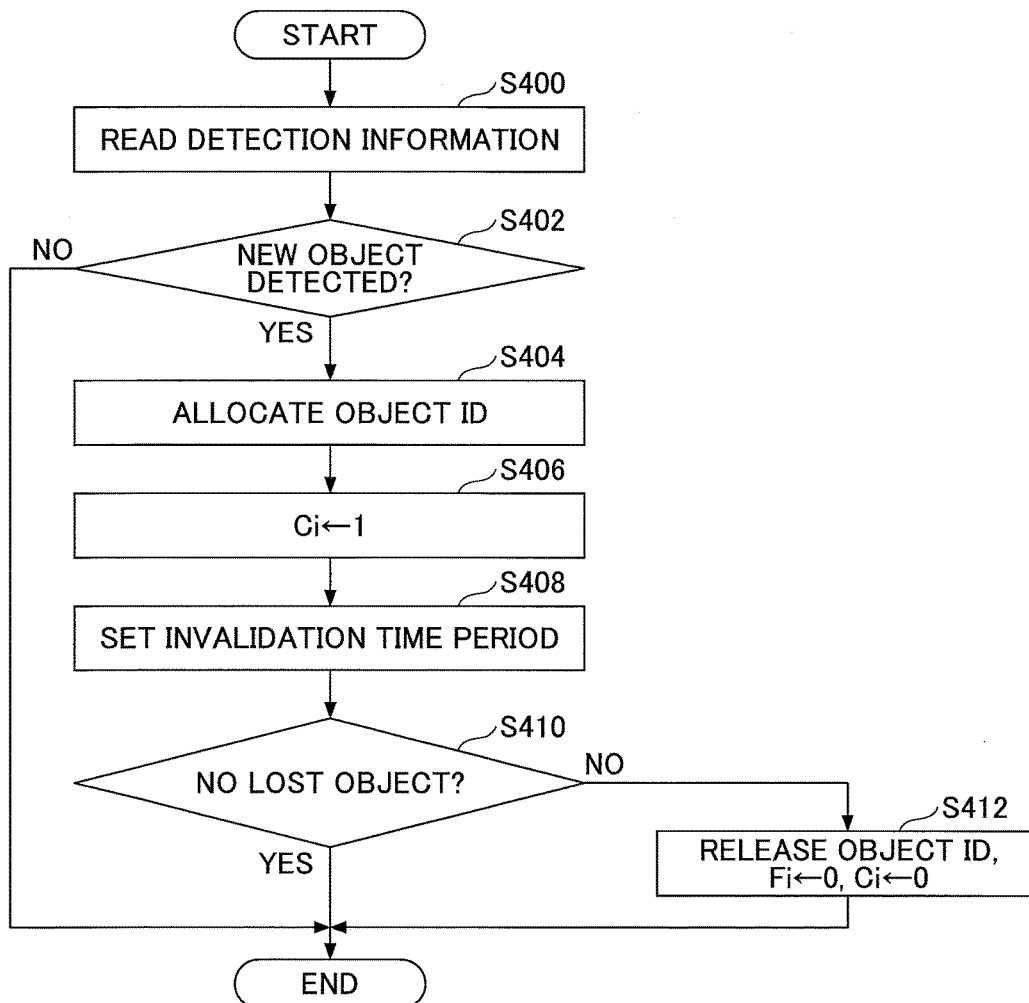 START
S400
READ DETECTION INFORMATION
S402
NO
NEW OBJECT
DETECTED?
YES
S404
ALLOCATE OBJECT ID
S406
Ci←1
S408
SET INVALIDATION TIME PERIOD
S410
NO LOST OBJECT?
NO
YES
S412
RELEASE OBJECT ID,
Fi←0, Ci←0
END